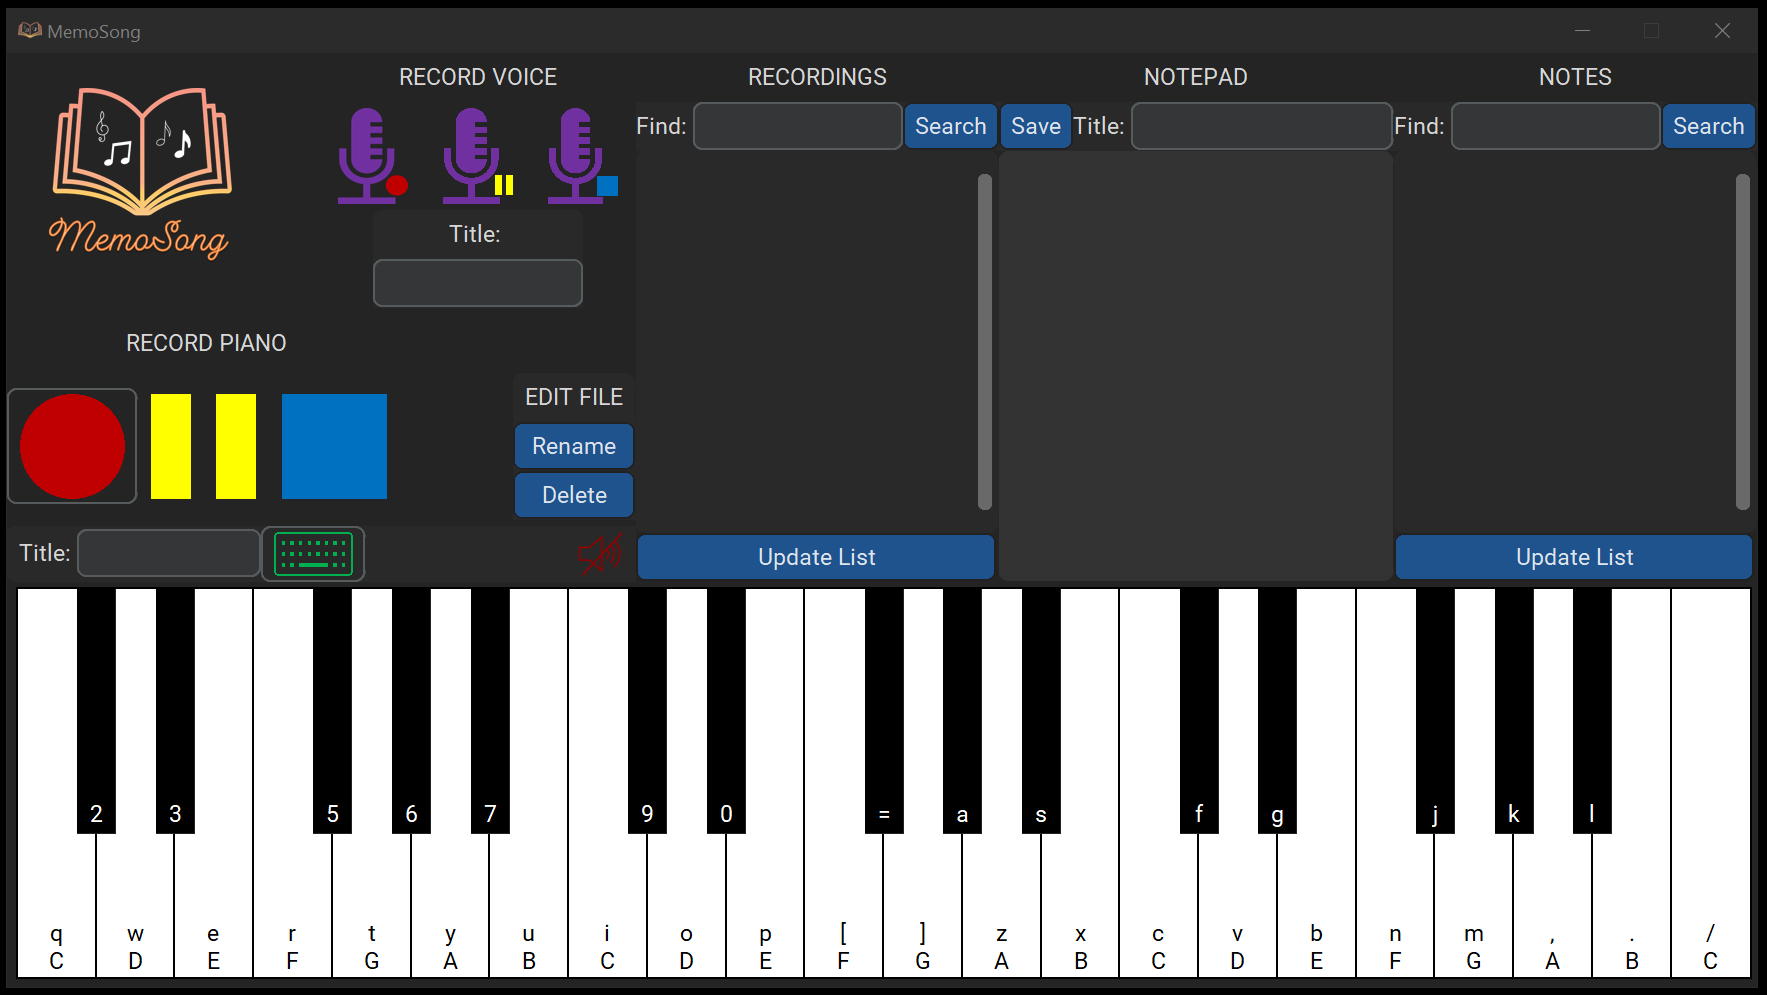 MemoSong
RECORD VOICE
RECORDINGS
NOTEPAD
NOTES
Find:
Search
Save
Title:
Find:
Search
MemoSong
Title:
RECORD PIANO
EDIT FILE
Rename
Delete
Title:
Update List
Update List
2 3 5 6 7 9 0 = a s f g j k l
q w e r t y u i o p [ ] z x c v b n m , . /
C D E F G A B C D E F G A B C D E F G A B C